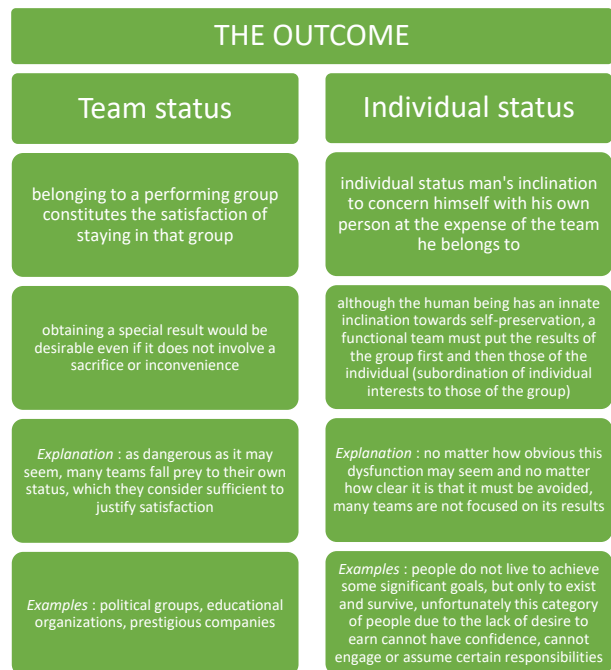 THE OUTCOME
Team status
belonging to a performing group
constitutes the satisfaction of
staying in that group
obtaining a special result would be
desirable even if it does not involve a
sacrifice or inconvenience
Explanation : as dangerous as it may
seem, many teams fall prey to their own
status, which they consider sufficient to
justify satisfaction
Examples : political groups, educational
organizations, prestigious companies
Individual status
individual status man's inclination
to concern himself with his own
person at the expense of the team
he belongs to
although the human being has an innate
inclination towards self-preservation, a
functional team must put the results of
the group first and then those of the
individual (subordination of individual
interests to those of the group)
Explanation : no matter how obvious this
dysfunction may seem and no matter
how clear it is that it must be avoided,
many teams are not focused on its results
Examples : people do not live to achieve
some significant goals, but only to exist
and survive, unfortunately this category
of people due to the lack of desire to
earn cannot have confidence, cannot
engage or assume certain responsibilities